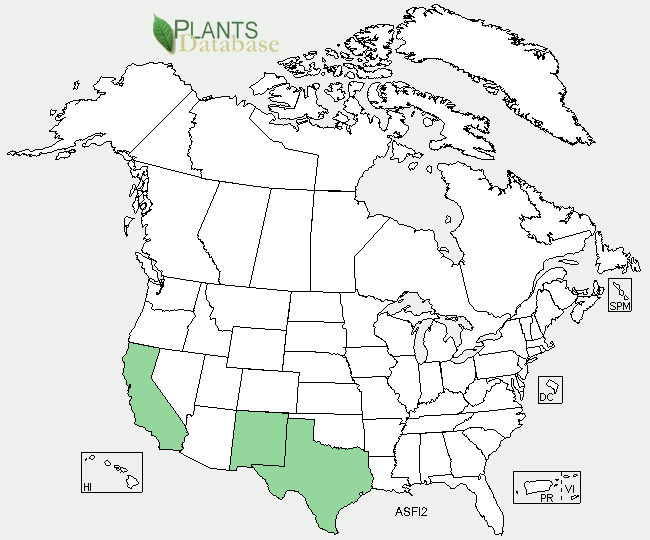 PLANTS
Database
SPM
DC
HI
PR
VI
ASFI2